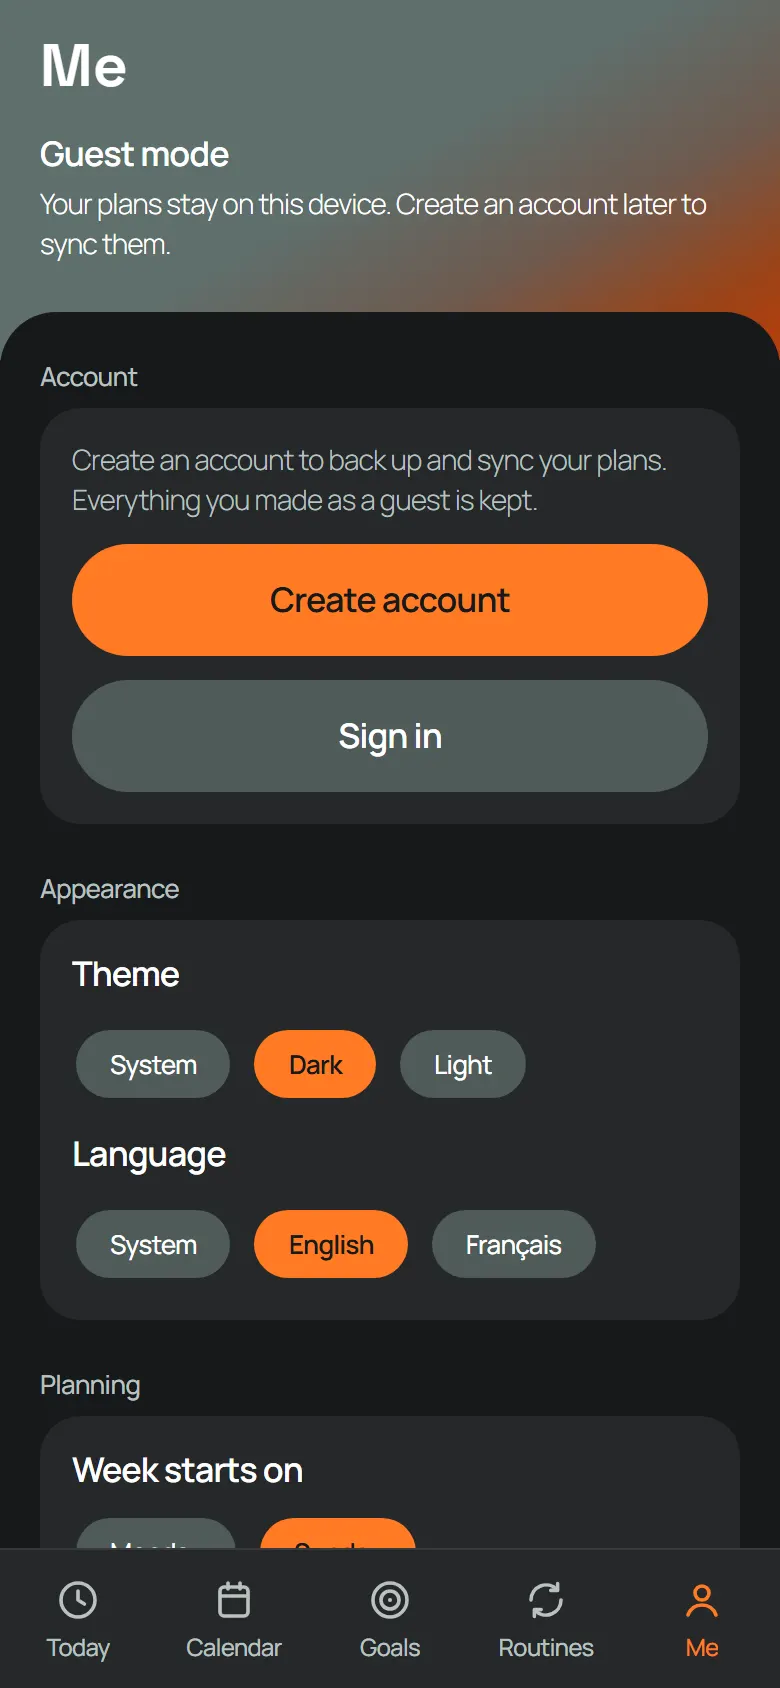 Me
Guest mode
Your plans stay on this device. Create an account later to
sync them.
Account
Create an account to back up and sync your plans.
Everything you made as a guest is kept.
Create account
Sign in
Appearance
Theme
System Dark Light
Language
System English Français
Planning
Week starts on
Today Calendar Goals Routines Me